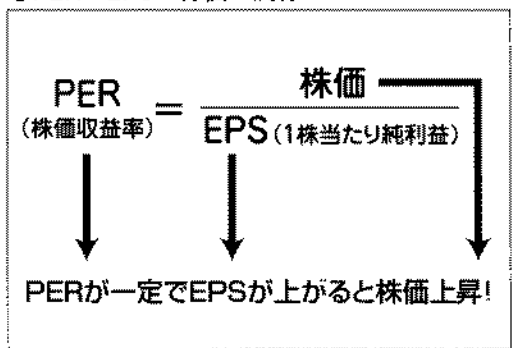 PER
(株価収益率)
=
株価
EPS(1株当たり純利益)
PERが一定でEPSが上がると株価上昇!